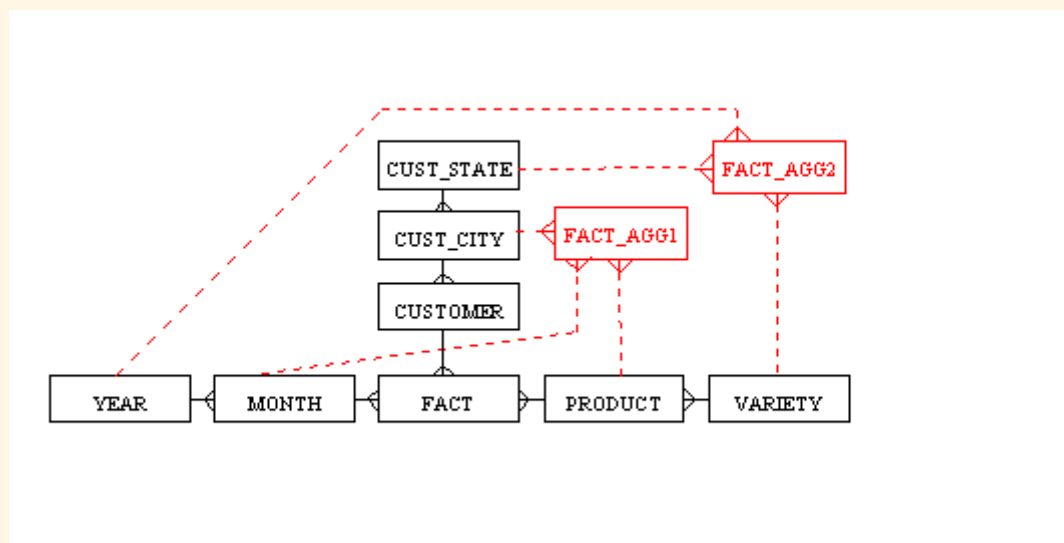 CUST_STATE
FACT_AGG2
CUST_CITY
FACT_AGG1
CUSTOMER
YEAR
MONTH
FACT
PRODUCT
VARIETY